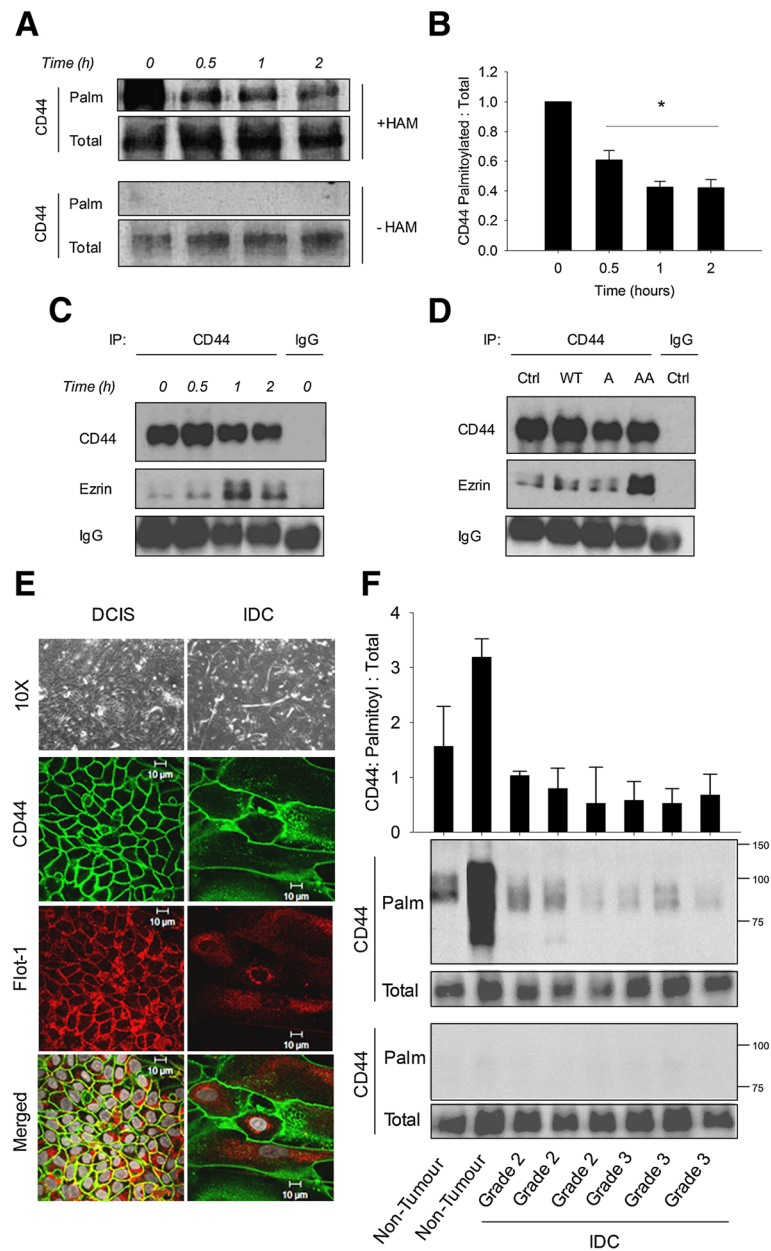 A
Time (h) 0 0.5 1 2
CD44
Palm
Total
+HAM
CD44
Palm
Total
- HAM
B
CD44 Palmitoylated : Total
1.2
1.0
0.8
0.6
0.4
0.2
0.0
*
0 0.5 1 2
Time (hours)
C
IP: CD44 IgG
Time (h) 0 0.5 1 2 0
CD44
Ezrin
IgG
D
IP: CD44 IgG
Ctrl WT A AA Ctrl
CD44
Ezrin
IgG
E
DCIS IDC
10X
CD44
10 µm
10 µm
Flot-1
10 µm
10 µm
Merged
10 µm
10 µm
F
CD44: Palmitoyl : Total
4
3
2
1
0
CD44
Palm
150
100
75
Total
CD44
Palm
100
75
Total
Non-Tumour Non-Tumour Grade 2 Grade 2 Grade 2 Grade 3 Grade 3 Grade 3
IDC